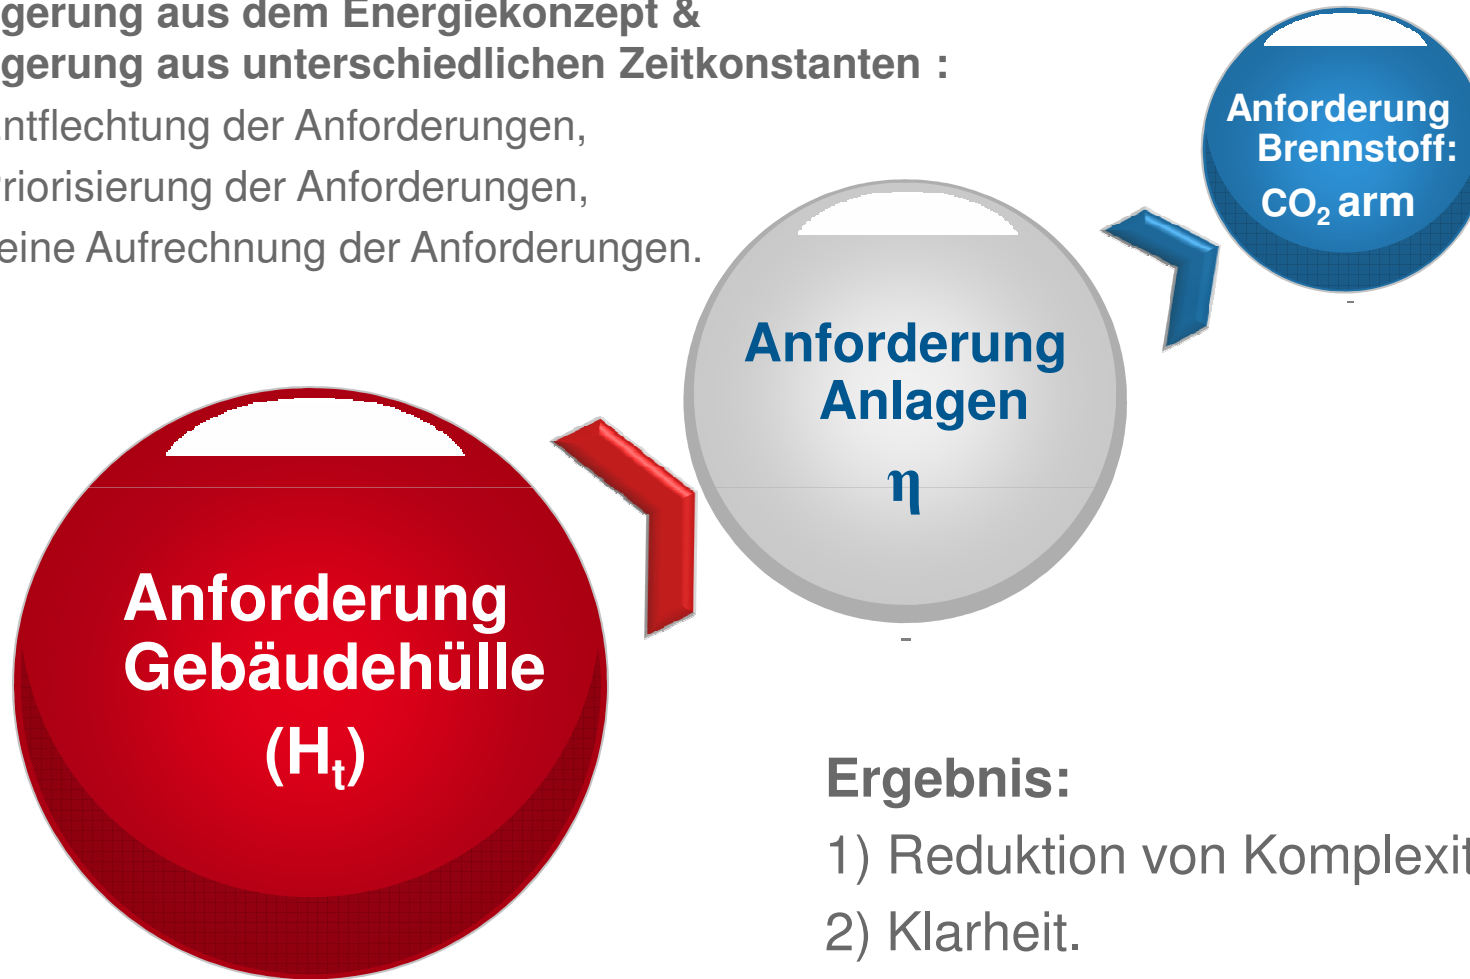 gerung aus dem Energiekonzept &
gerung aus unterschiedlichen Zeitkonstanten :
ntflechtung der Anforderungen,
riorisierung der Anforderungen,
eine Aufrechnung der Anforderungen.
Anforderung
Brennstoff:
CO₂ arm
Anforderung
Anlagen
η
Anforderung
Gebäudehülle
(Hₜ)
Ergebnis:
1) Reduktion von Komplexit
2) Klarheit.